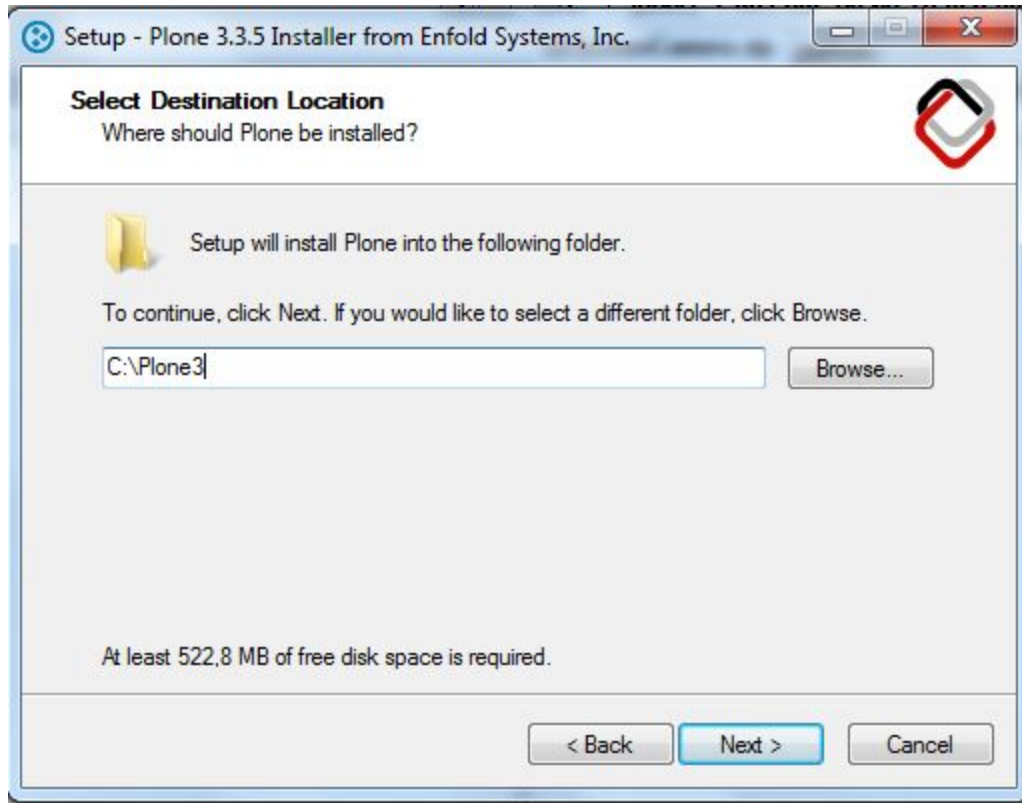 Setup - Plone 3.3.5 Installer from Enfold Systems, Inc.
Select Destination Location
Where should Plone be installed?
Setup will install Plone into the following folder.
To continue, click Next. If you would like to select a different folder, click Browse.
C:\Plone3
Browse...
At least 522,8 MB of free disk space is required.
< Back
Next >
Cancel